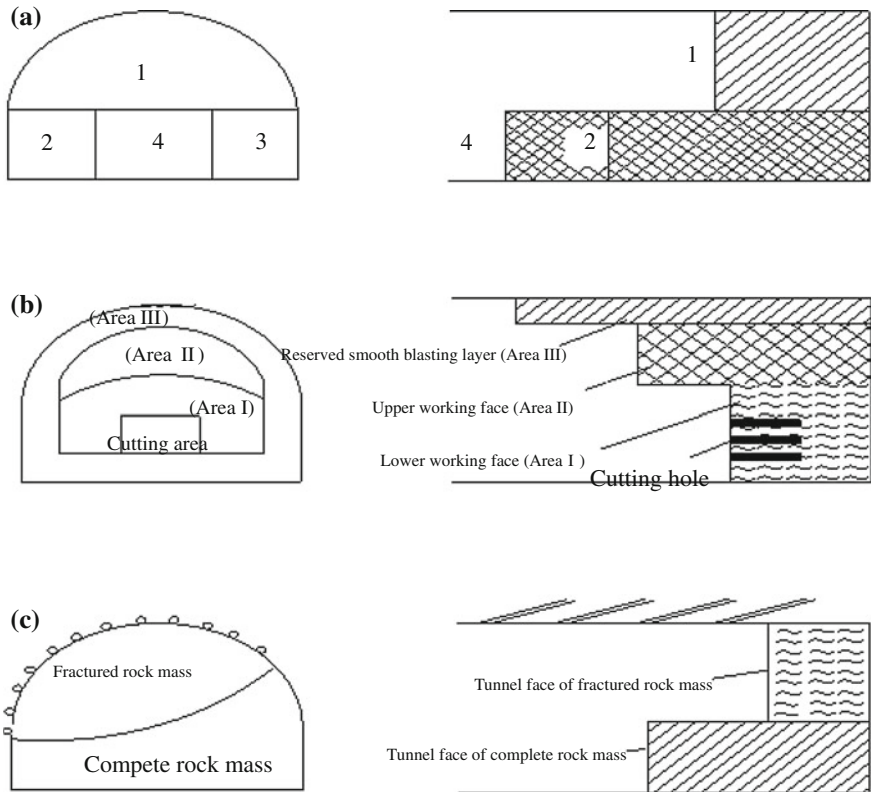 (a)
1
2
4
3
1
4
2
(b)
(Area III)
(Area II)
(Area I)
Cutting area
Reserved smooth blasting layer (Area III)
Upper working face (Area II)
Lower working face (Area I)
Cutting hole
(c)
Fractured rock mass
Compete rock mass
Tunnel face of fractured rock mass
Tunnel face of complete rock mass